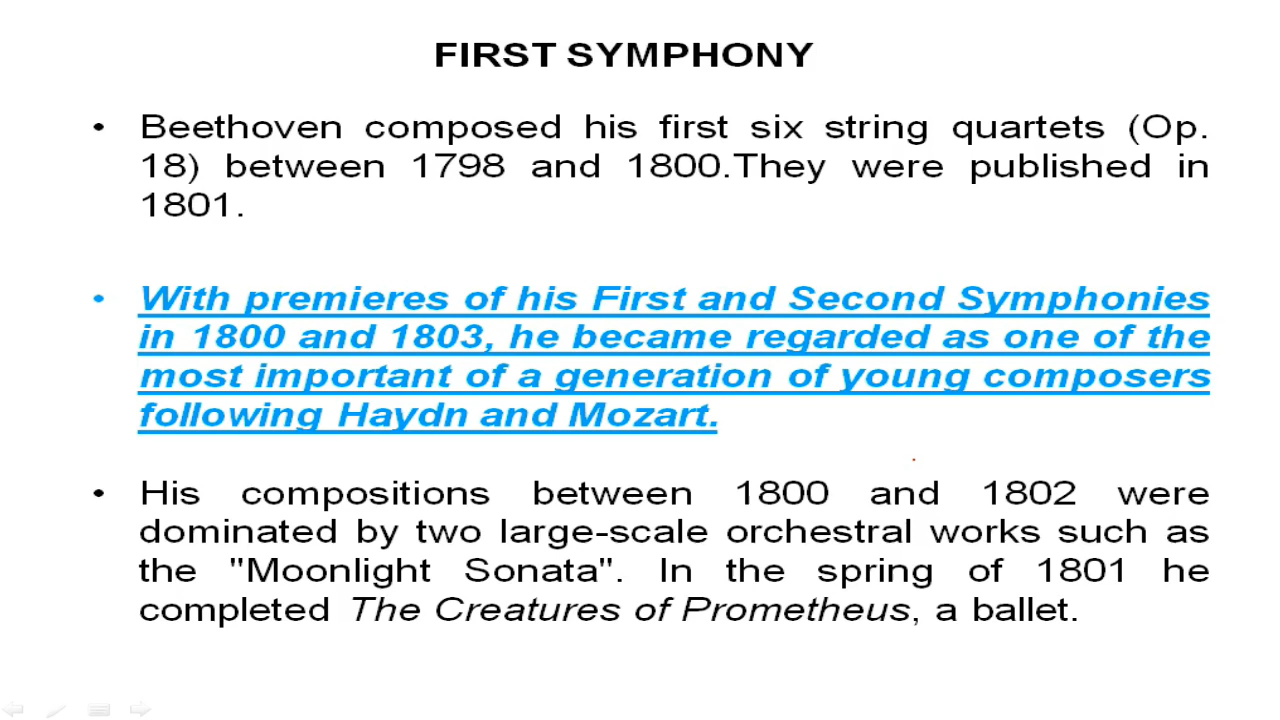 FIRST SYMPHONY
• Beethoven composed his first six string quartets (Op.
18) between 1798 and 1800.They were published in
1801.
• With premieres of his First and Second Symphonies
in 1800 and 1803, he became regarded as one of the
most important of a generation of young composers
following Haydn and Mozart.
• His compositions between 1800 and 1802 were
dominated by two large-scale orchestral works such as
the "Moonlight Sonata". In the spring of 1801 he
completed The Creatures of Prometheus, a ballet.